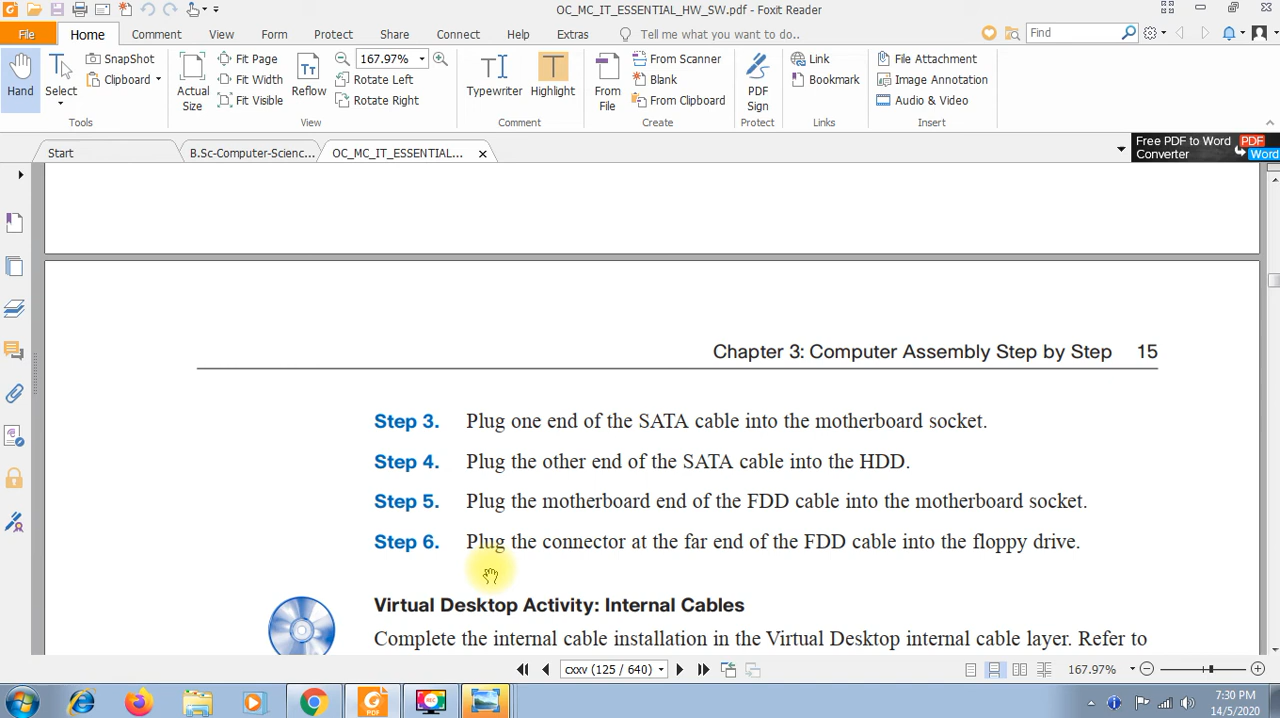 OC_MC_IT_ESSENTIAL_HW_SW.pdf - Foxit Reader
File Home Comment View Form Protect Share Connect Help Extras Tell me what you want to do.. Find
Hand
Select
SnapShot
Clipboard
Tools
Actual Size
Fit Page
Fit Width
Fit Visible
Reflow
167.97%
Rotate Left
Rotate Right
View
Typewriter
Highlight
Comment
From File
From Scanner
Blank
From Clipboard
Create
PDF Sign
Protect
Link
Bookmark
Links
File Attachment
Image Annotation
Audio & Video
Insert
Start B.Sc-Computer-Scienc... OC_MC_IT_ESSENTIAL...
Free PDF to Word
Converter
PDF
Word
Chapter 3: Computer Assembly Step by Step 15
Step 3. Plug one end of the SATA cable into the motherboard socket.
Step 4. Plug the other end of the SATA cable into the HDD.
Step 5. Plug the motherboard end of the FDD cable into the motherboard socket.
Step 6. Plug the connector at the far end of the FDD cable into the floppy drive.
Virtual Desktop Activity: Internal Cables
Complete the internal cable installation in the Virtual Desktop internal cable layer. Refer to
cxxv (125 / 640) 167.97%
REC
PDF
7:30 PM
14/5/2020